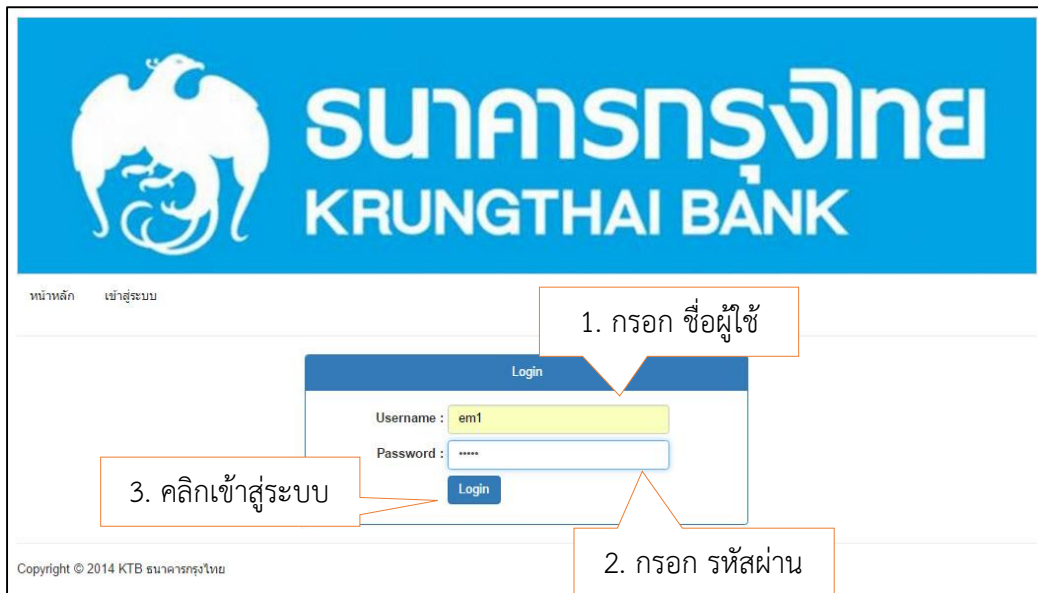 ธนาคารกรุงไทย
KRUNGTHAI BANK
หน้าหลัก เข้าสู่ระบบ
1. กรอก ชื่อผู้ใช้
Login
Username : em1
Password : •••••
3. คลิกเข้าสู่ระบบ
Login
2. กรอก รหัสผ่าน
Copyright © 2014 KTB ธนาคารกรุงไทย